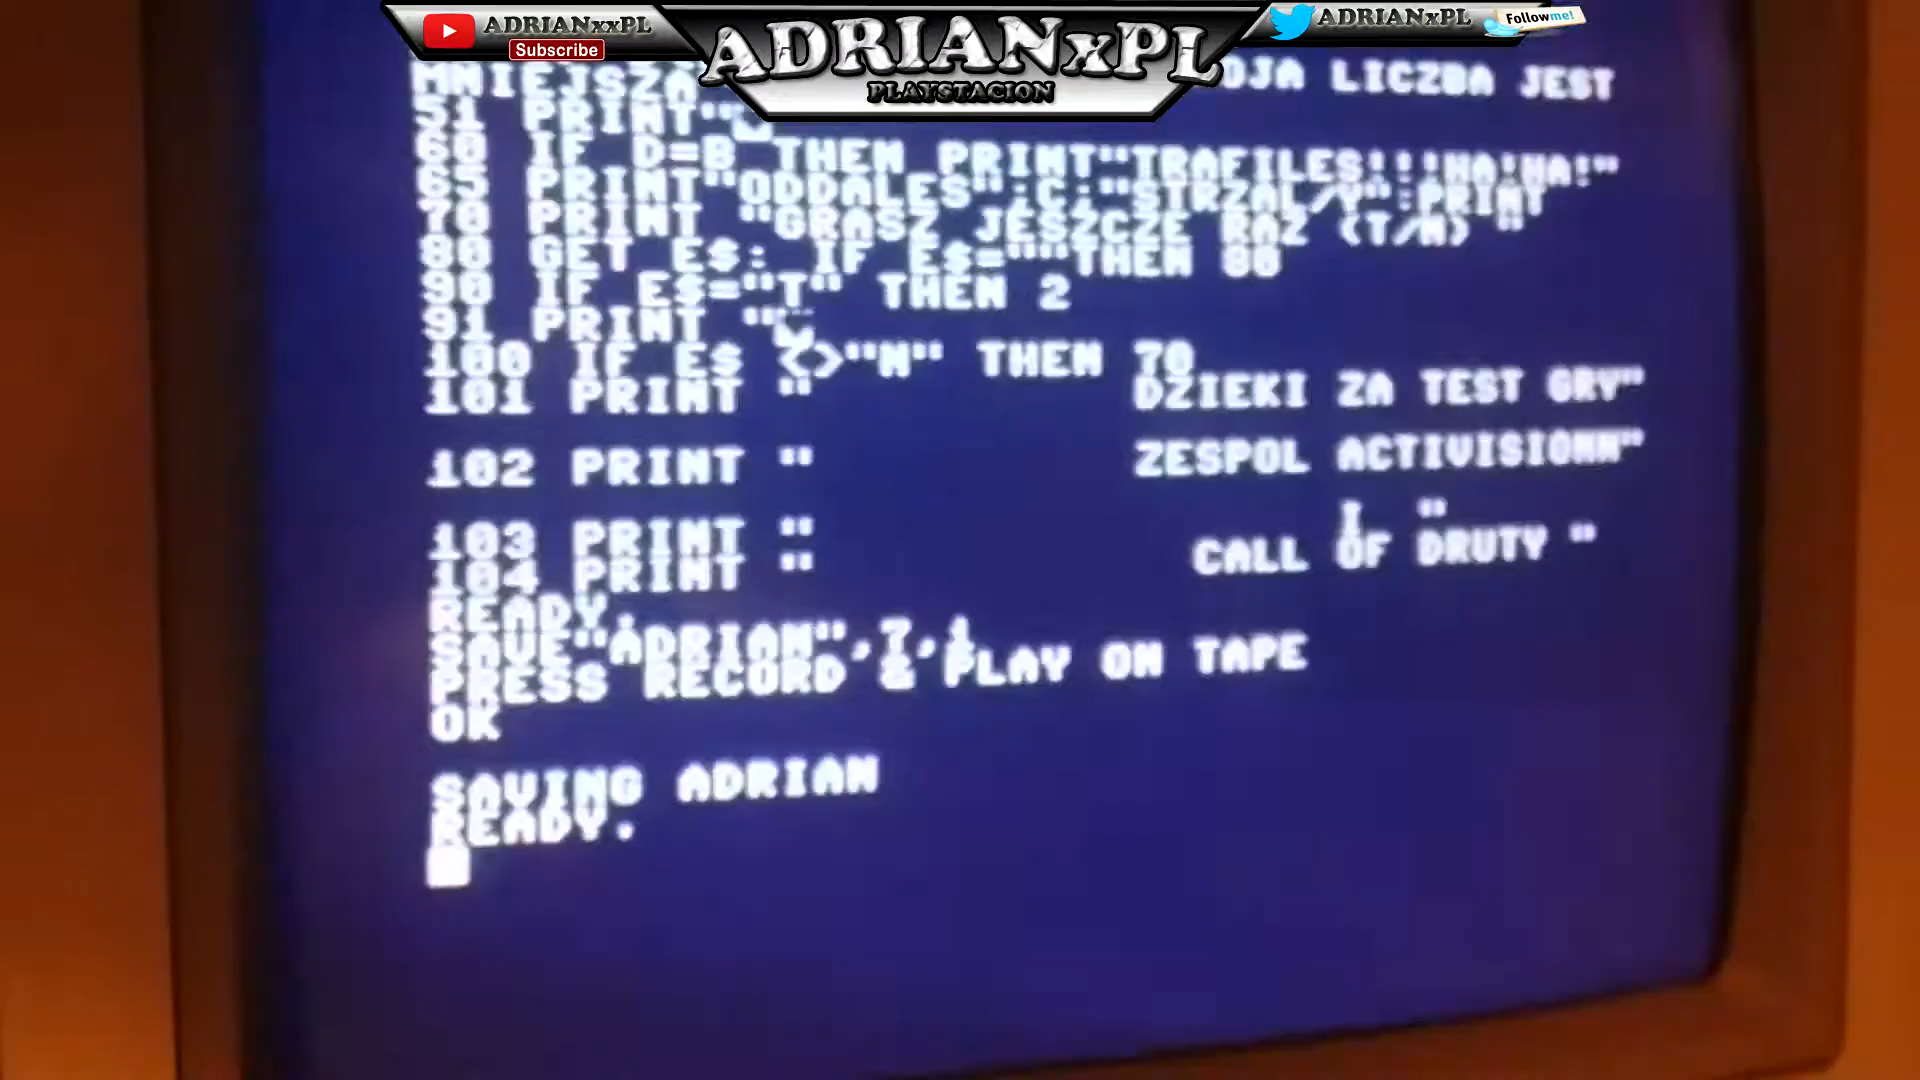 ADRIANxxPL
Subscribe
ADRIANxPL
PLAYSTACION
ADRIANxPL
Followme!
MNIEJSZA OJA LICZBA JEST
51 PRINT"
60 IF D=B THEN PRINT"TRAFILES!!!HA!HA!"
65 PRINT"ODDALES";C;"STRZAL/Y":PRINT
70 PRINT "GRASZ JESZCZE RAZ (T/N) "
80 GET E$: IF E$=""THEN 80
90 IF E$="T" THEN 2
91 PRINT "
100 IF E$ <>"N" THEN 70
101 PRINT " DZIEKI ZA TEST GRY"
102 PRINT " ZESPOL ACTIVISIONN"
103 PRINT " I "
104 PRINT " CALL OF DRUTY "
READY.
SAVE"ADRIAN",7,1
PRESS RECORD & PLAY ON TAPE
OK
SAVING ADRIAN
READY.